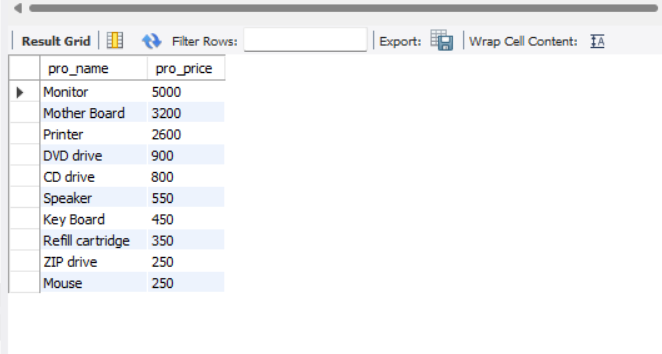 Result Grid Filter Rows: Export: Wrap Cell Content: IA
pro_name pro_price
Monitor 5000
Mother Board 3200
Printer 2600
DVD drive 900
CD drive 800
Speaker 550
Key Board 450
Refill cartridge 350
ZIP drive 250
Mouse 250